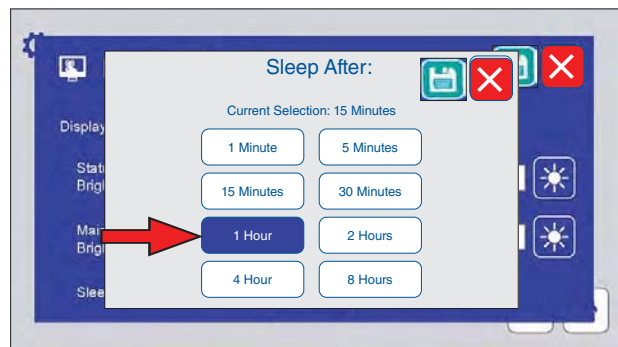 Sleep After:
Current Selection: 15 Minutes
Display
1 Minute
5 Minutes
15 Minutes
30 Minutes
1 Hour
2 Hours
4 Hour
8 Hours